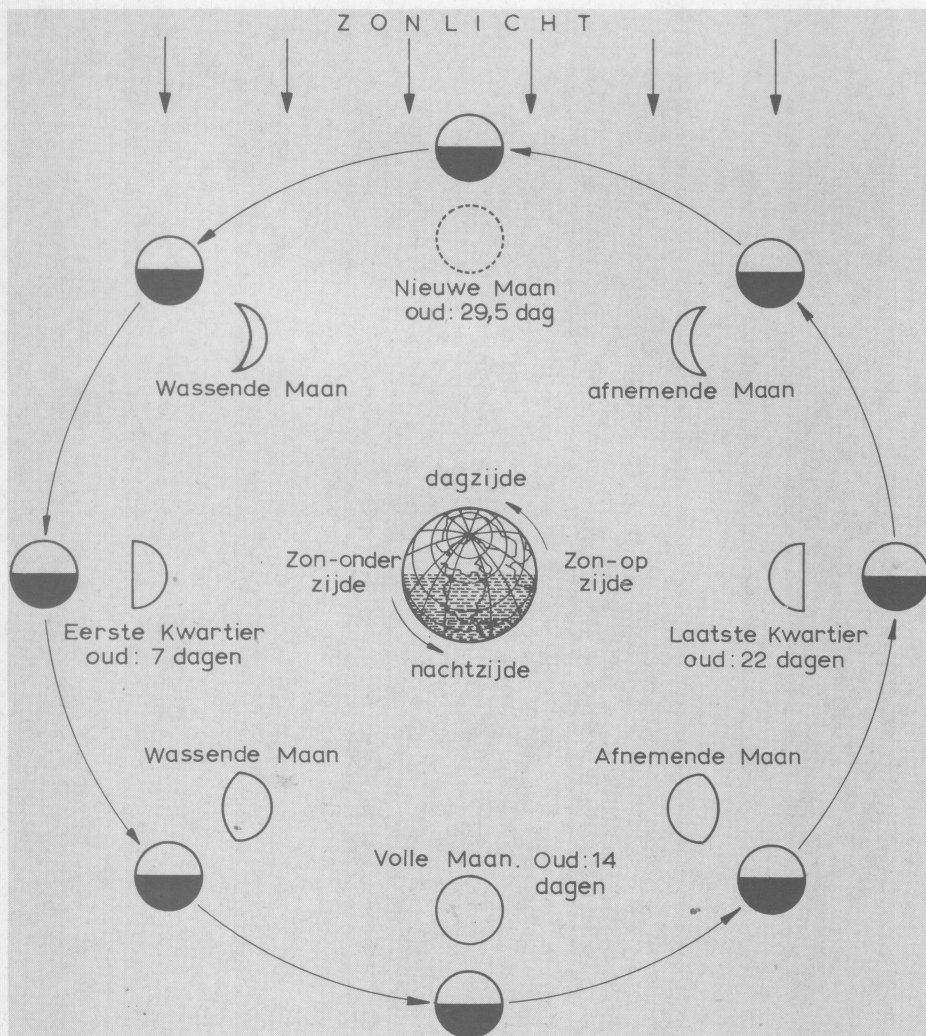 ZONLICHT
Nieuwe Maan
oud: 29,5 dag
Wassende Maan
afnemende Maan
dagzijde
Zon-onder
zijde
Zon-op
zijde
nachtzijde
Eerste Kwartier
oud: 7 dagen
Laatste Kwartier
oud: 22 dagen
Wassende Maan
Afnemende Maan
Volle Maan. Oud: 14
dagen